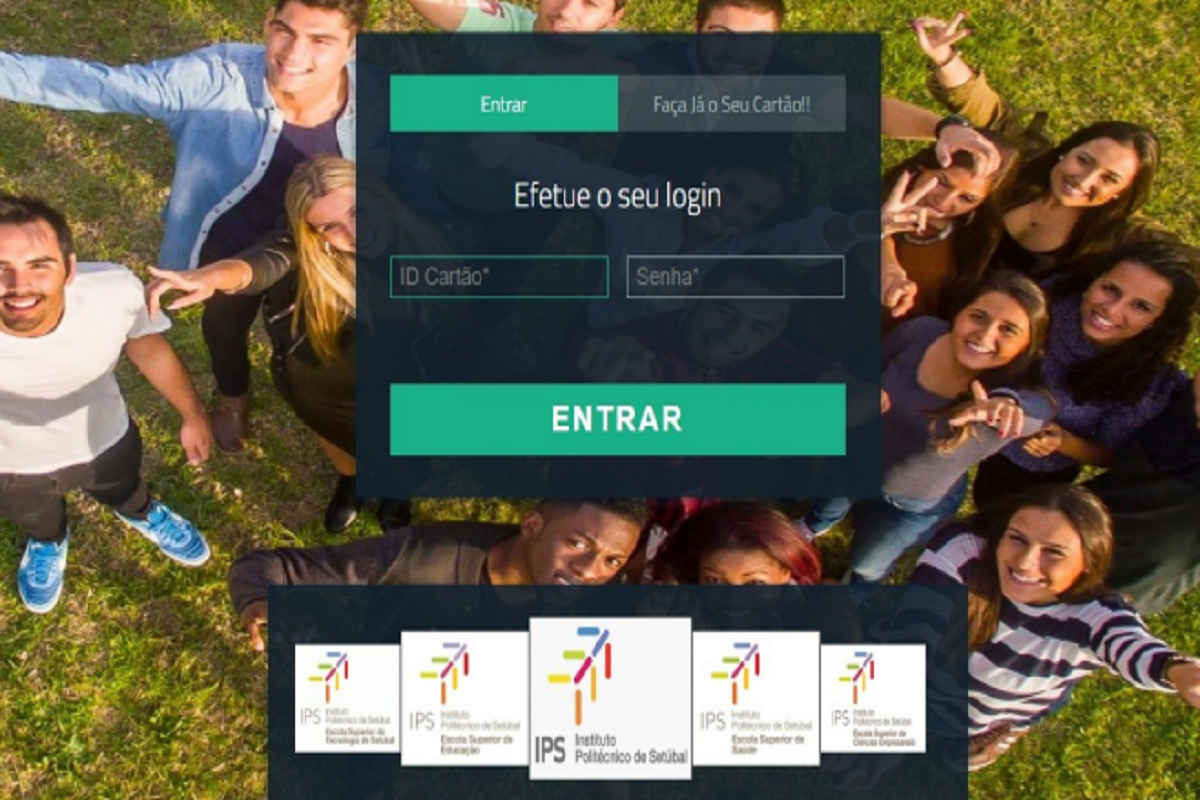 Entrar
Faça Já o Seu Cartão!!
Efetue o seu login
ID Cartão*
Senha*
ENTRAR
IPS Instituto
Politécnico de Setúbal
Escola Superior de
Tecnologia de Setúbal
IPS Instituto
Politécnico de Setúbal
Escola Superior de
Educação
IPS Instituto
Politécnico de Setúbal
IPS Instituto
Politécnico de Setúbal
Escola Superior de
Saúde
IPS Instituto
Politécnico de Setúbal
Escola Superior de
Ciências Empresariais